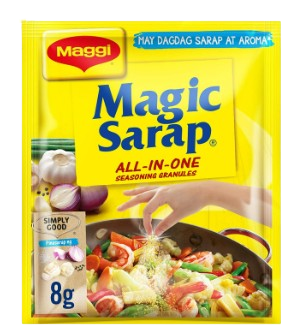 Maggi
MAY DAGDAG SARAP AT AROMA*
Magic
Sarap®
ALL-IN-ONE
SEASONING GRANULES
SIMPLY
GOOD
8g